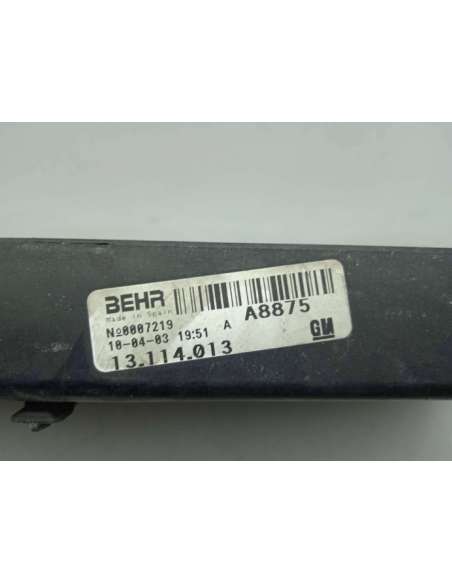 BEHR
Made in Spain
A8875
Nº0007219
10-04-03 19:51 A
GM
13.114.013